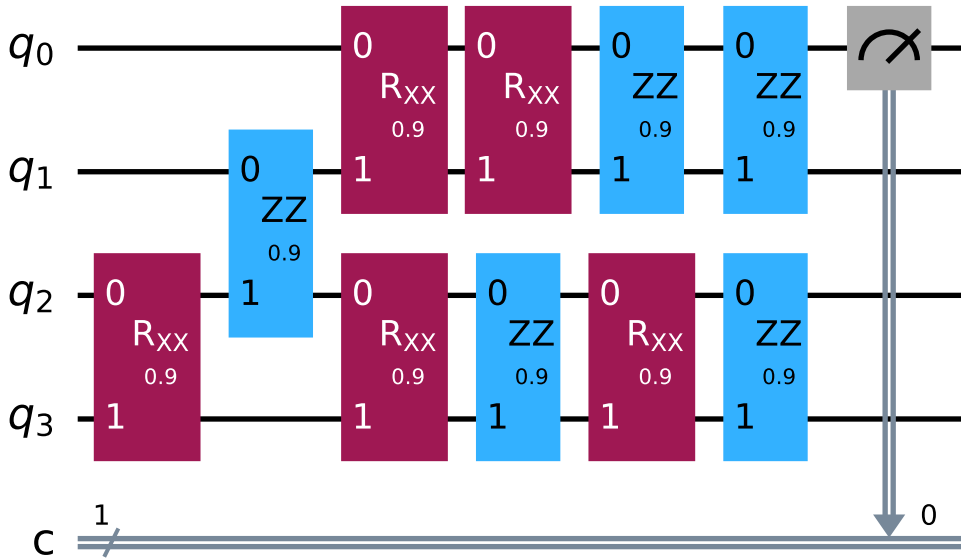 q0 0 0 0 0
RXX RXX ZZ ZZ
0.9 0.9 0.9 0.9
q1 0 1 1 1 1
ZZ
0.9
q2 0 1 0 0 0 0
RXX RXX ZZ RXX ZZ
0.9 0.9 0.9 0.9 0.9
q3 1 1 1 1 1
1 0
c